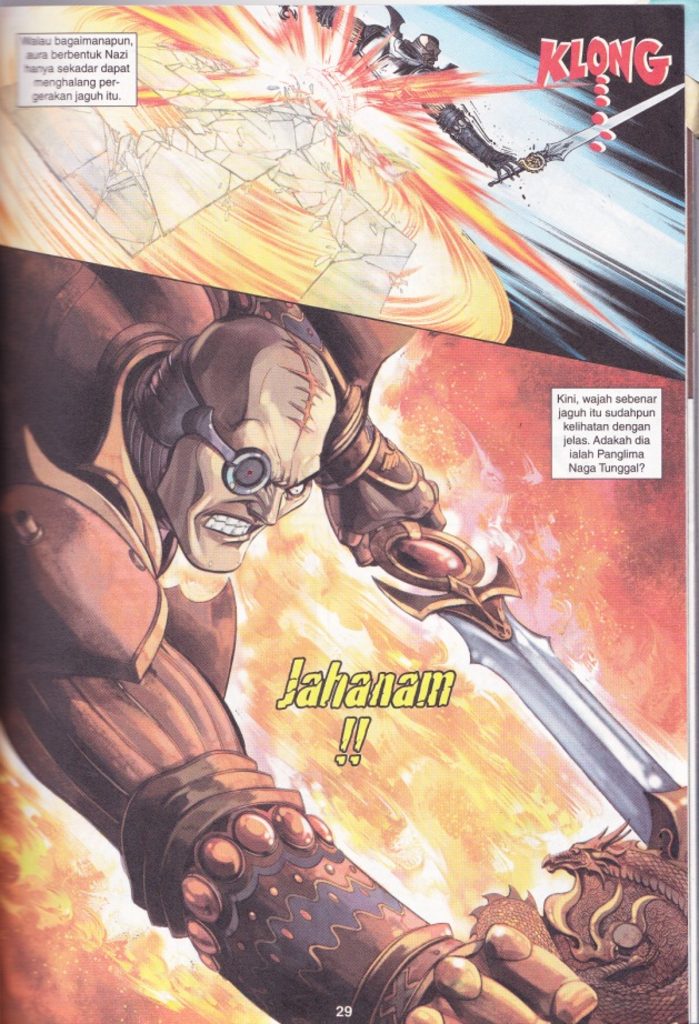 Walau bagaimanapun,
aura berbentuk Nazi
hanya sekadar dapat
menghalang per-
gerakan jaguh itu.
KLONG
Kini, wajah sebenar
jaguh itu sudahpun
kelihatan dengan
jelas. Adakah dia
ialah Panglima
Naga Tunggal?
Jahanam
!!
29